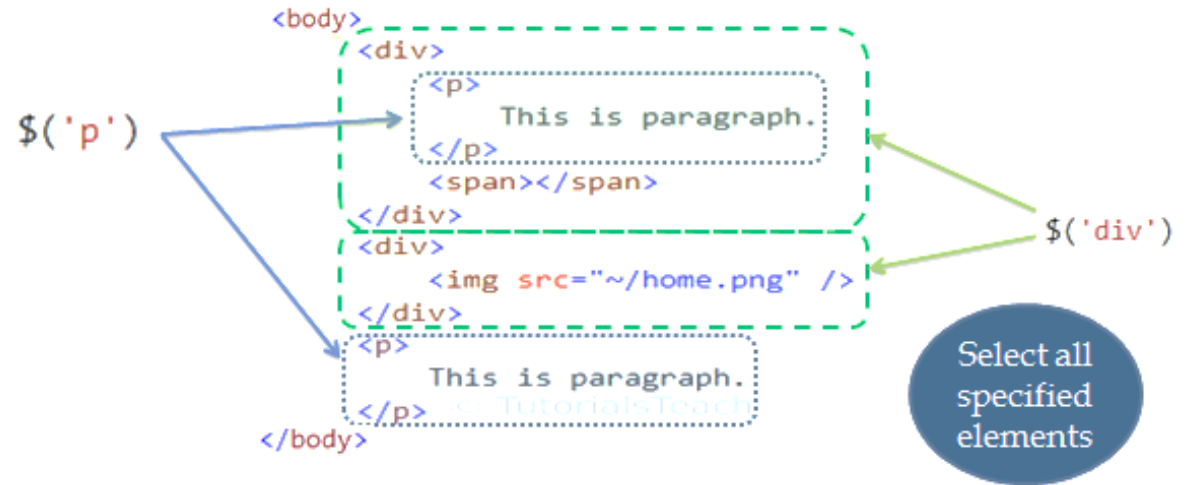 <body>
<div>
<p>
This is paragraph.
</p>
<span></span>
</div>
<div>
<img src="~/home.png" />
</div>
<p>
This is paragraph.
</p>
© TutorialsTeach
</body>
$('p')
$('div')
Select all
specified
elements